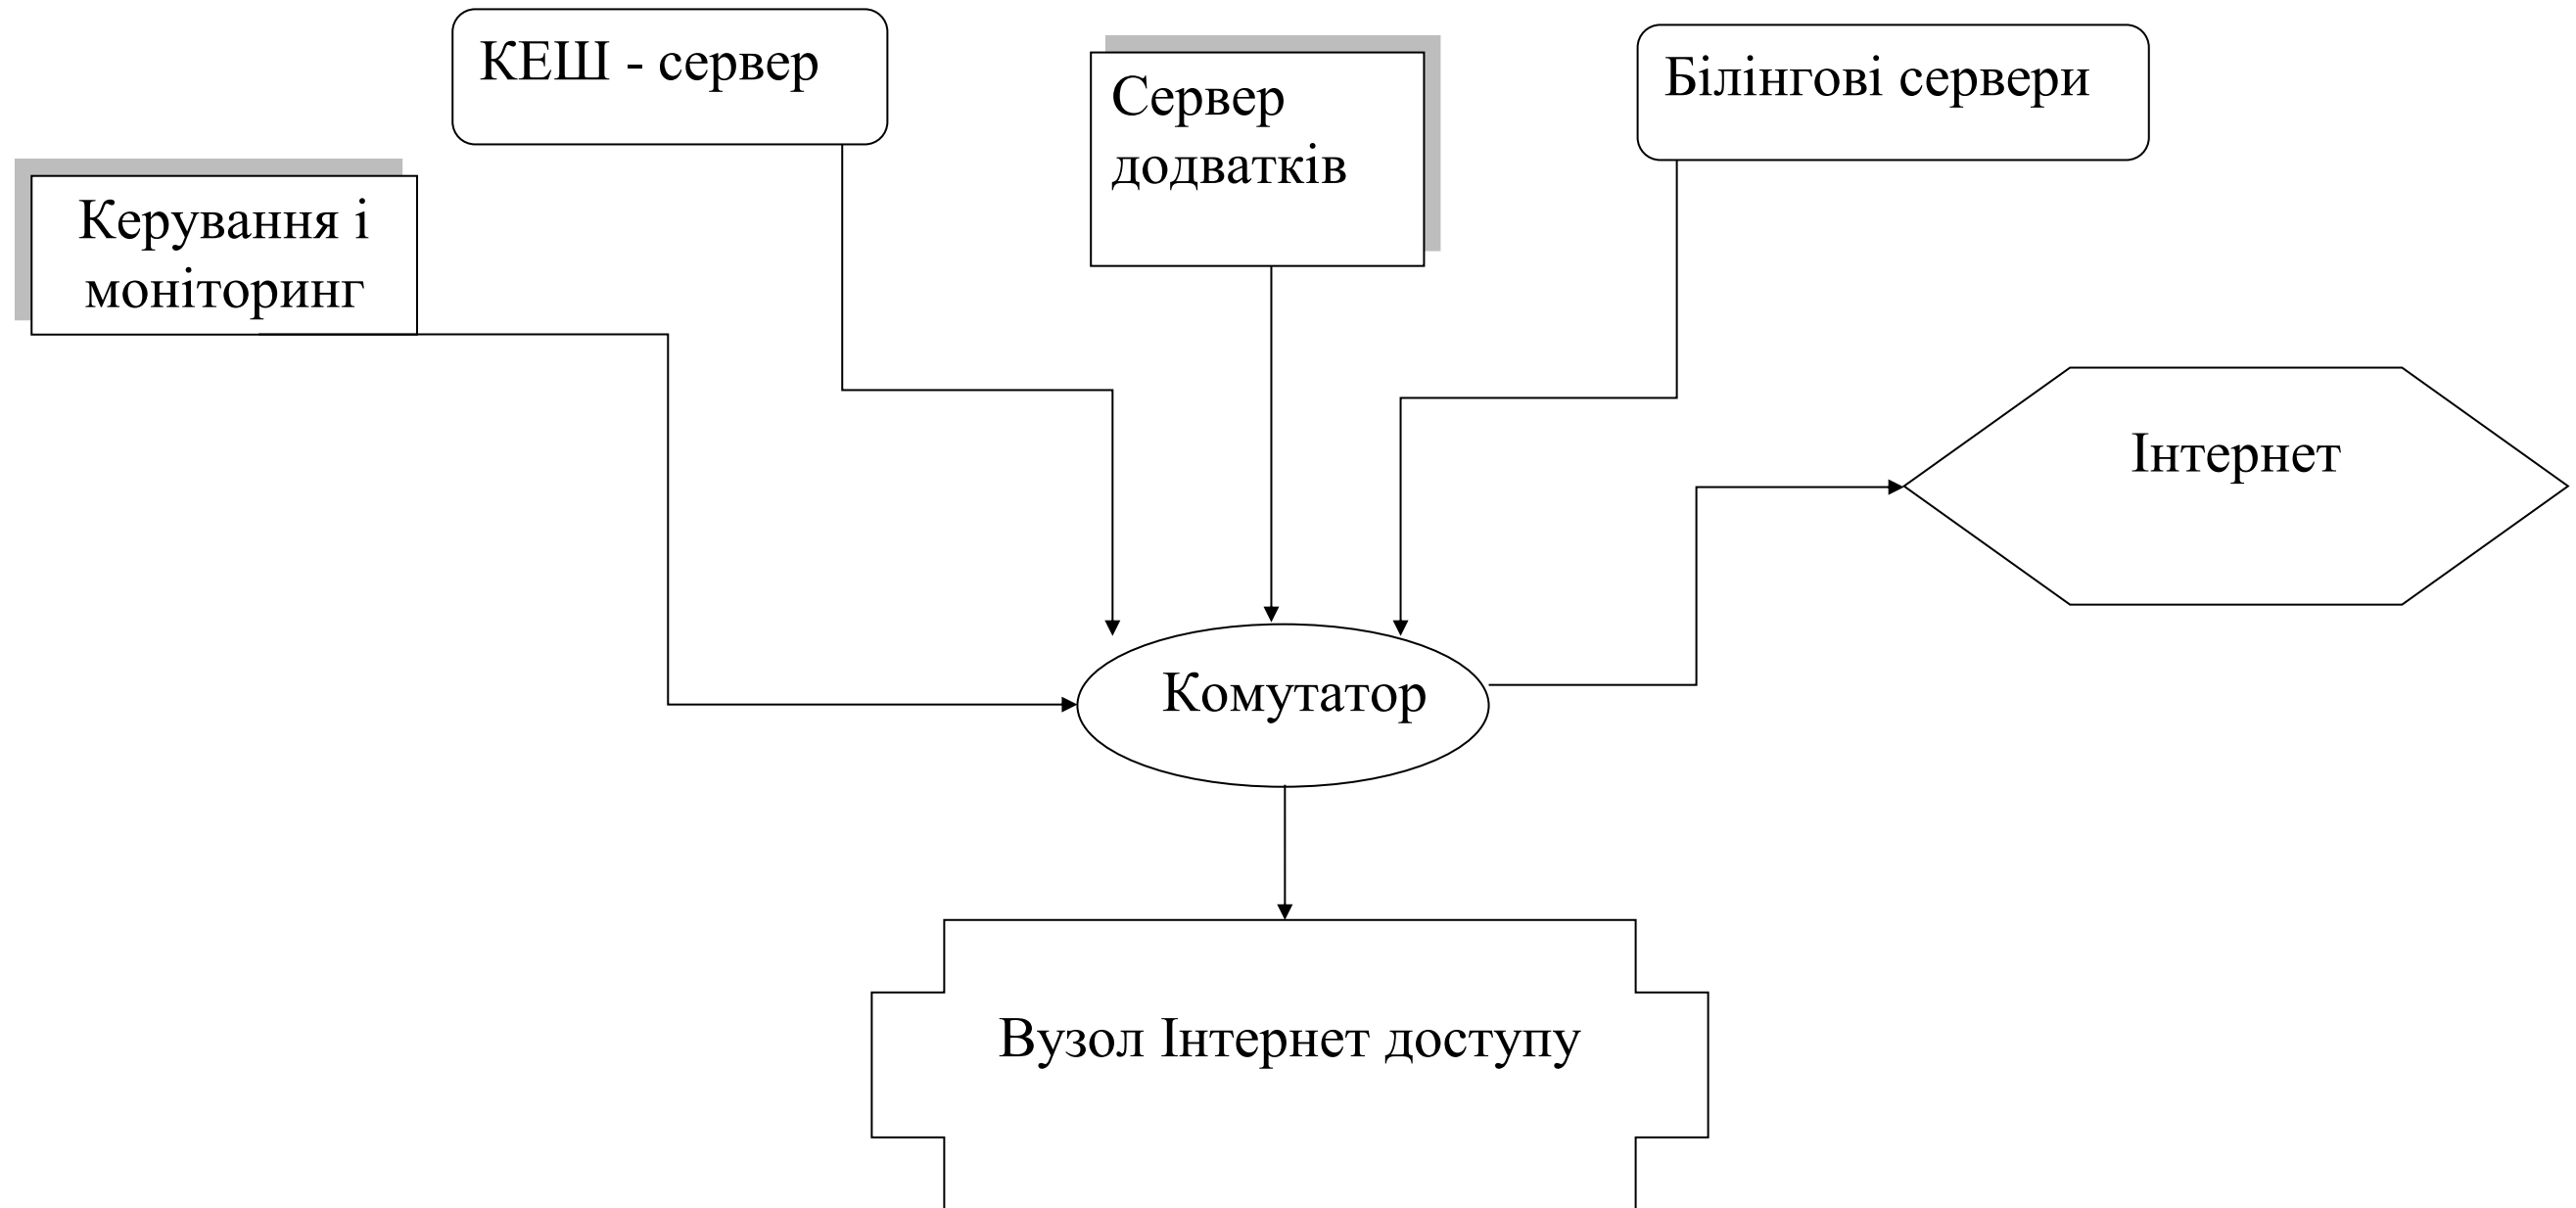 КЕШ - сервер
Сервер
додватків
Білінгові сервери
Керування і
моніторинг
Інтернет
Комутатор
Вузол Інтернет доступу